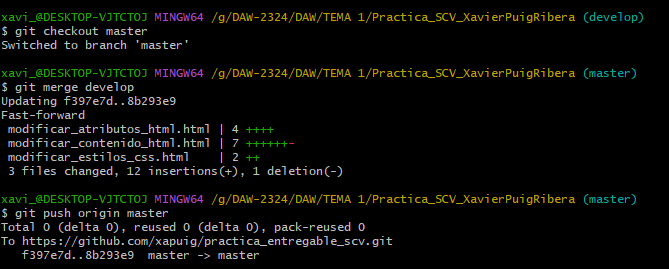 xavi_@DESKTOP-VJTCTOJ MINGW64 /g/DAW-2324/DAW/TEMA 1/Practica_SCV_XavierPuigRibera (develop)
$ git checkout master
Switched to branch 'master'
xavi_@DESKTOP-VJTCTOJ MINGW64 /g/DAW-2324/DAW/TEMA 1/Practica_SCV_XavierPuigRibera (master)
$ git merge develop
Updating f397e7d..8b293e9
Fast-forward
 modificar_atributos_html.html | 4 ++++
 modificar_contenido_html.html | 7 ++++++-
 modificar_estilos_css.html    | 2 ++
 3 files changed, 12 insertions(+), 1 deletion(-)
xavi_@DESKTOP-VJTCTOJ MINGW64 /g/DAW-2324/DAW/TEMA 1/Practica_SCV_XavierPuigRibera (master)
$ git push origin master
Total 0 (delta 0), reused 0 (delta 0), pack-reused 0
To https://github.com/xapuig/practica_entregable_scv.git
   f397e7d..8b293e9  master -> master